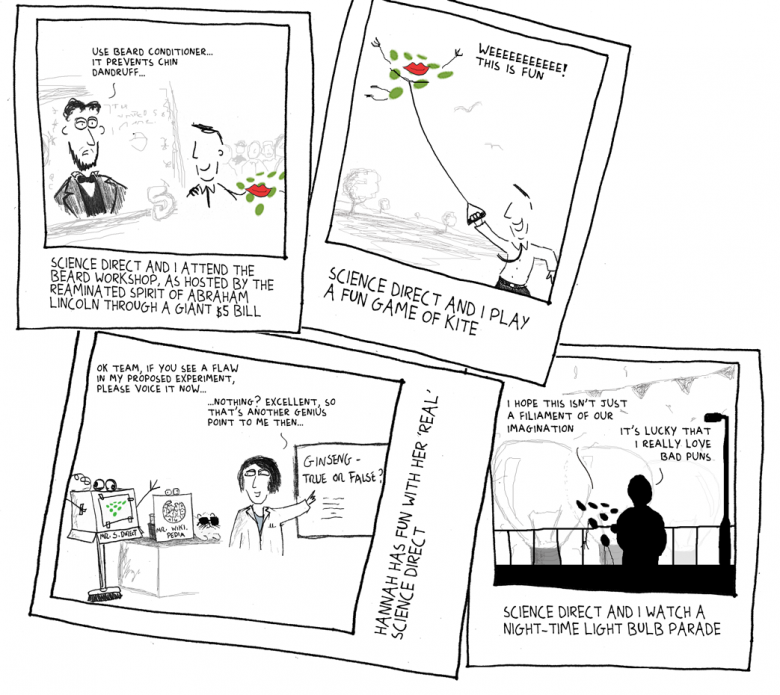 USE BEARD CONDITIONER...
IT PREVENTS CHIN
DANDRUFF...
5
SCIENCE DIRECT AND I ATTEND THE
BEARD WORKSHOP, AS HOSTED BY THE
REAMINATED SPIRIT OF ABRAHAM
LINCOLN THROUGH A GIANT $5 BILL
WEEEEEEEEEEE!
THIS IS FUN
SCIENCE DIRECT AND I PLAY
A FUN GAME OF KITE
OK TEAM, IF YOU SEE A FLAW
IN MY PROPOSED EXPERIMENT,
PLEASE VOICE IT NOW...
...NOTHING? EXCELLENT, SO
THAT'S ANOTHER GENIUS
POINT TO ME THEN...
GINSENG -
TRUE OR FALSE?
MR. S. DIRECT
MR. WIKI.
PEDIA
HANNAH HAS FUN WITH HER 'REAL'
SCIENCE DIRECT
I HOPE THIS ISN'T JUST
A FILIAMENT OF OUR
IMAGINATION
IT'S LUCKY THAT
I REALLY LOVE
BAD PUNS
SCIENCE DIRECT AND I WATCH A
NIGHT-TIME LIGHT BULB PARADE